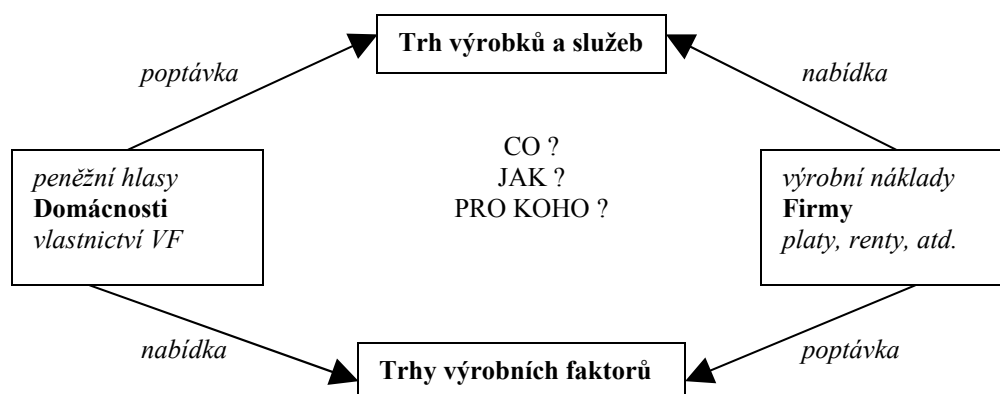 Trh výrobků a služeb
poptávka
nabídka
CO ?
JAK ?
PRO KOHO ?
peněžní hlasy
Domácnosti
vlastnictví VF
výrobní náklady
Firmy
platy, renty, atd.
nabídka
poptávka
Trhy výrobních faktorů